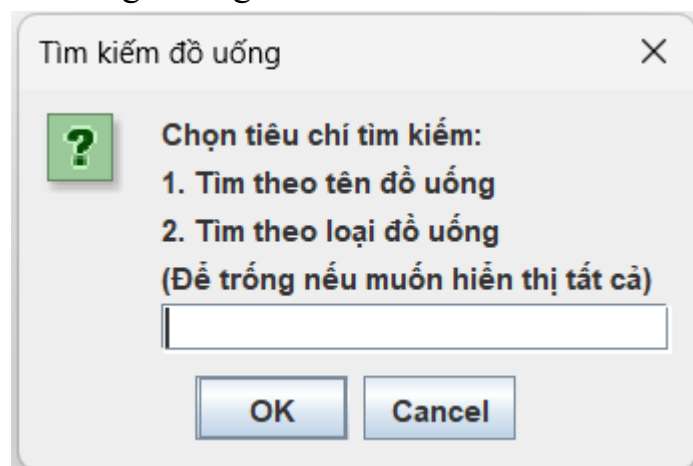 Tìm kiếm đồ uống
?
Chọn tiêu chí tìm kiếm:
1. Tìm theo tên đồ uống
2. Tìm theo loại đồ uống
(Để trống nếu muốn hiển thị tất cả)
OK Cancel